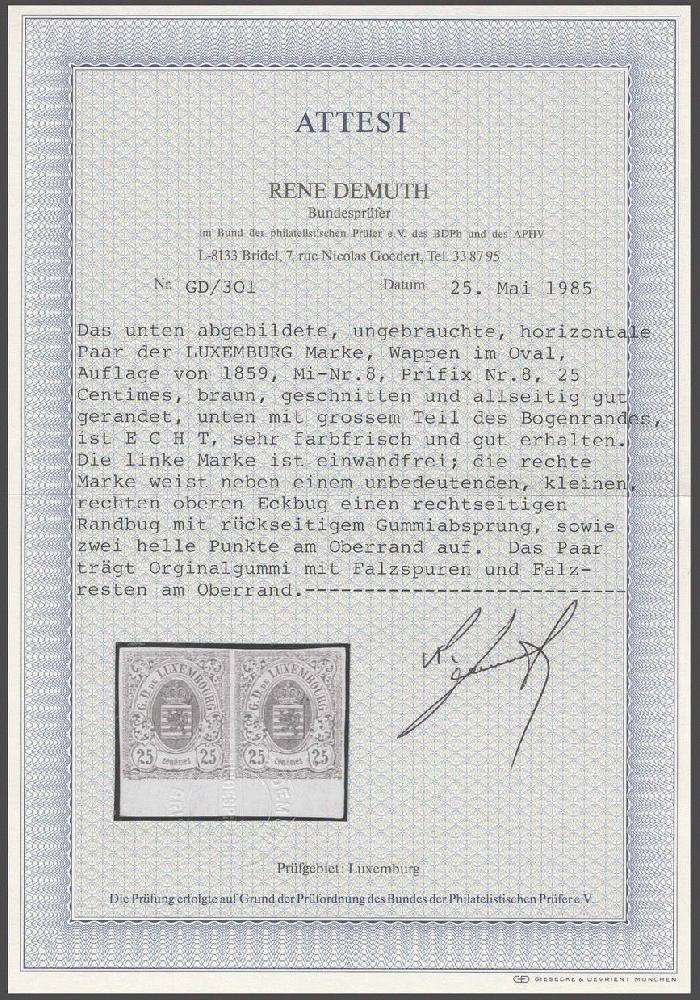 ATTEST
RENE DEMUTH
Bundesprüfer
im Bund der philatelistischen Prüfer e.V. des BDPh und des APHV
L-8133 Bridel, 7, rue Nicolas Goedert, Tel. 33 87 95
Nr. GD/301 Datum 25. Mai 1985
Das unten abgebildete, ungebrauchte, horizontale
Paar der LUXEMBURG Marke, Wappen im Oval,
Auflage von 1859, Mi-Nr.8, Prifix Nr.8, 25
Centimes, braun, geschnitten und allseitig gut
gerandet, unten mit grossem Teil des Bogenrandes,
ist E C H T, sehr farbfrisch und gut erhalten.
Die linke Marke ist einwandfrei; die rechte
Marke weist neben einem unbedeutenden, kleinen,
rechten oberen Eckbug einen rechtseitigen
Randbug mit rückseitigem Gummiabsprung, sowie
zwei helle Punkte am Oberrand auf. Das Paar
trägt Orginalgummi mit Falzspuren und Falz-
resten am Oberrand.---------------------------
G. D. DE LUXEMBOURG G. D. DE LUXEMBOURG
25 centimes 25 25 centimes 25
Prüfgebiet: Luxemburg
Die Prüfung erfolgte auf Grund der Prüfordnung des Bundes der Philatelistischen Prüfer e.V.
GIESECKE & DEVRIENT MÜNCHEN